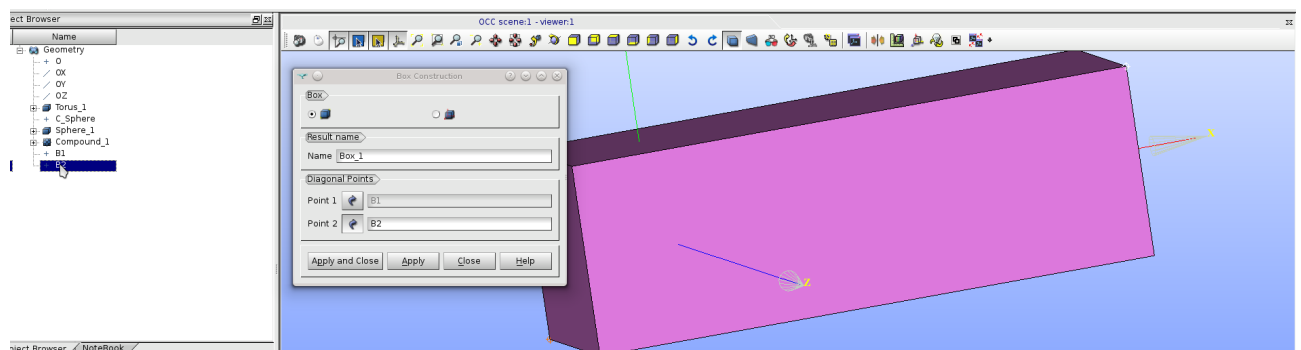 ect Browser
OCC scene:1 - viewer:1
Name
Geometry
O
OX
OY
OZ
Torus_1
C_Sphere
Sphere_1
Compound_1
B1
B2
Box Construction
Box
Result name
Name Box_1
Diagonal Points
Point 1 B1
Point 2 B2
Apply and Close Apply Close Help
X
Z
ject Browser NoteBook